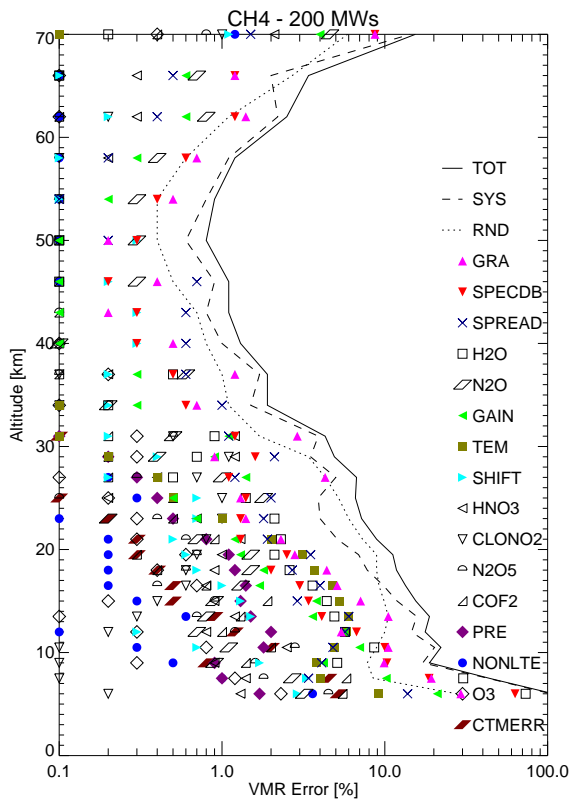 CH4 - 200 MWs
70
60
50
40
30
20
10
0
Altitude [km]
TOT
SYS
RND
GRA
SPECDB
SPREAD
H2O
N2O
GAIN
TEM
SHIFT
HNO3
CLONO2
N2O5
COF2
PRE
NONLTE
O3
CTMERR
0.1
1.0
10.0
100.0
VMR Error [%]